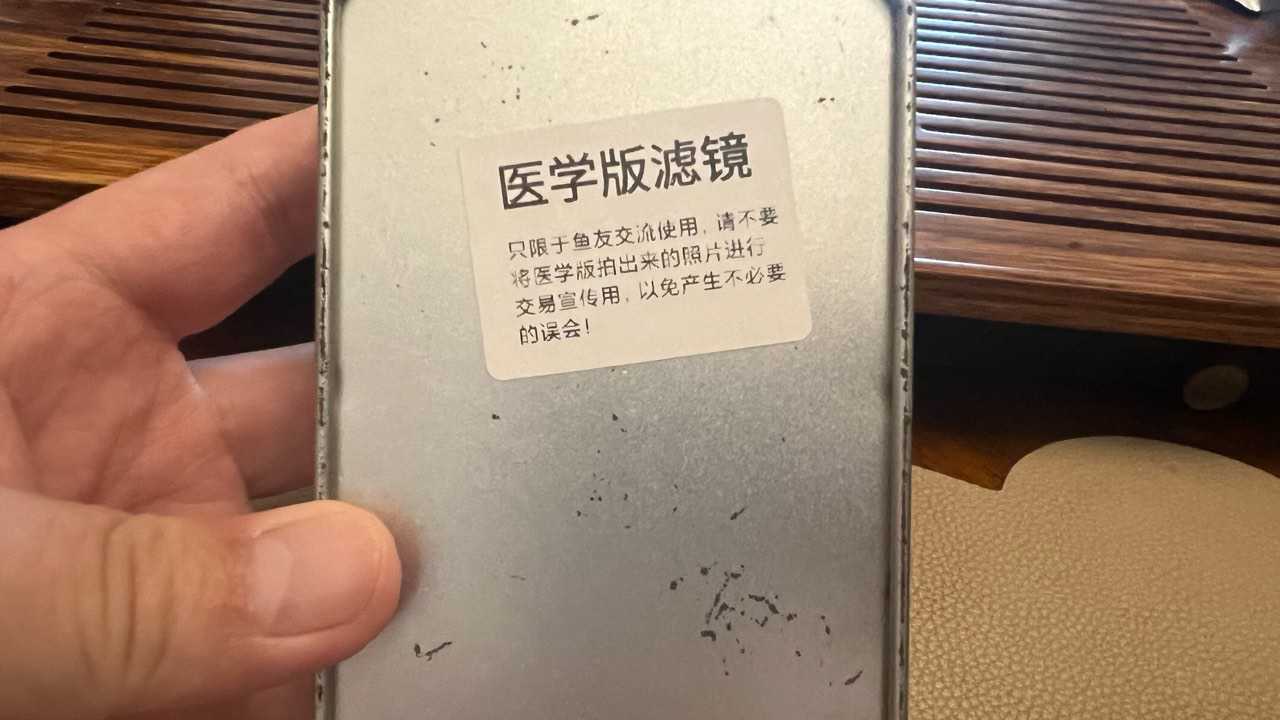 医学版滤镜
只限于鱼友交流使用,请不要
将医学版拍出来的照片进行
交易宣传用,以免产生不必要
的误会!